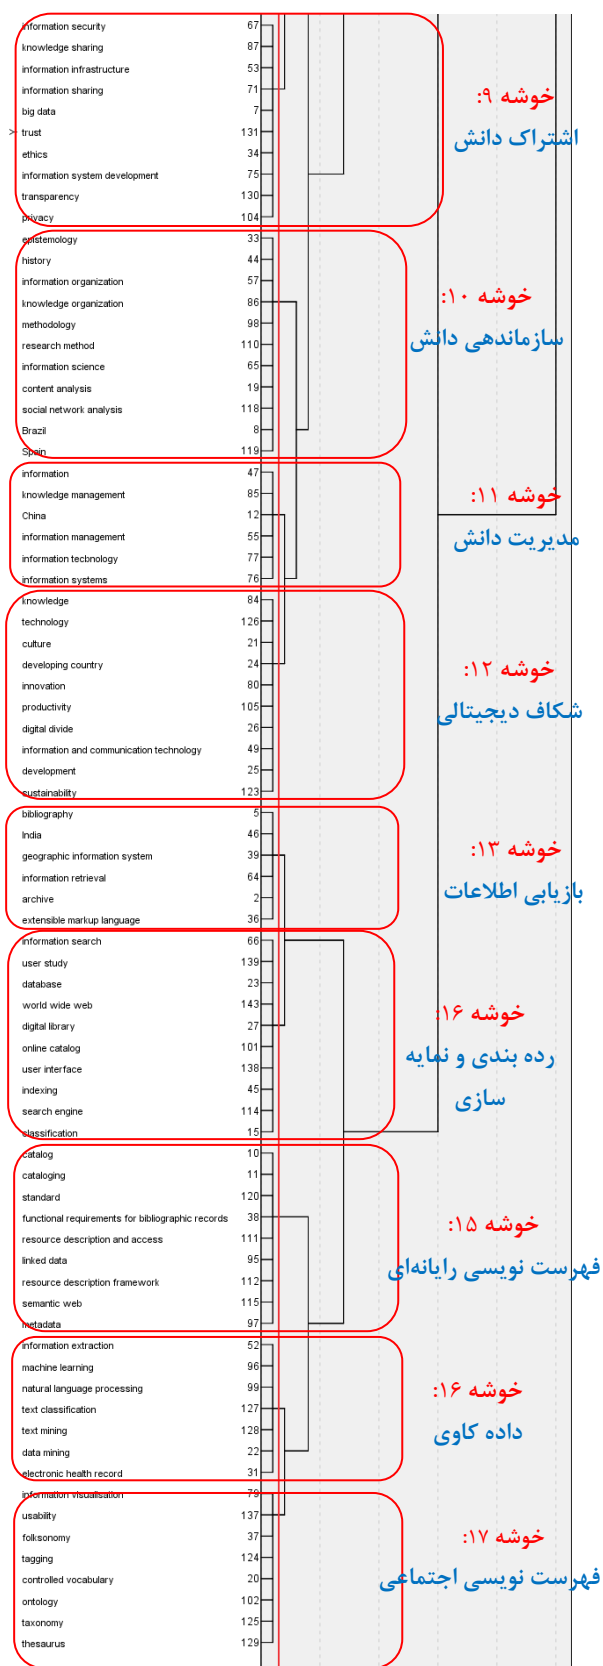 information security 67
knowledge sharing 87
information infrastructure 53
information sharing 71
big data 7
trust 131
ethics 34
information system development 75
transparency 130
privacy 104
خوشه ۹:
اشتراک دانش
epistemology 33
history 44
information organization 57
knowledge organization 86
methodology 98
research method 110
information science 65
content analysis 19
social network analysis 118
Brazil 8
Spain 119
خوشه ۱۰:
سازماندهی دانش
information 47
knowledge management 85
China 12
information management 55
information tecbnology 77
information systems 76
خوشه ۱۱:
مدیریت دانش
knowledge 84
technology 126
culture 21
developing country 24
innovation 80
productivity 105
digital divide 26
information and communication technology 49
development 25
sustainability 123
خوشه ۱۲:
شکاف دیجیتالی
bibliography 5
India 46
geographic information system 39
information retrieval 64
archive 2
extensible markup language 36
خوشه ۱۳:
بازیابی اطلاعات
information search 66
user study 139
database 23
world wide web 143
digital library 27
online catalog 101
user interface 138
indexing 45
search engine 114
classification 15
خوشه ۱۶:
رده بندی و نمایه
سازی
catalog 10
cataloging 11
standard 120
functional requirements for bibliographic records 38
resource description and access 111
linked data 95
resource description framework 112
semantic web 115
metadata 97
خوشه ۱۵:
فهرست نویسی رایانه‌ای
information extraction 52
machine learning 96
natural language processing 99
text classification 127
text mining 128
data mining 22
electronic health record 31
خوشه ۱۶:
داده کاوی
information visualisation 79
usability 137
folksonomy 37
tagging 124
controlled vocabulary 20
ontology 102
taxonomy 125
thesaurus 129
خوشه ۱۷:
فهرست نویسی اجتماعی